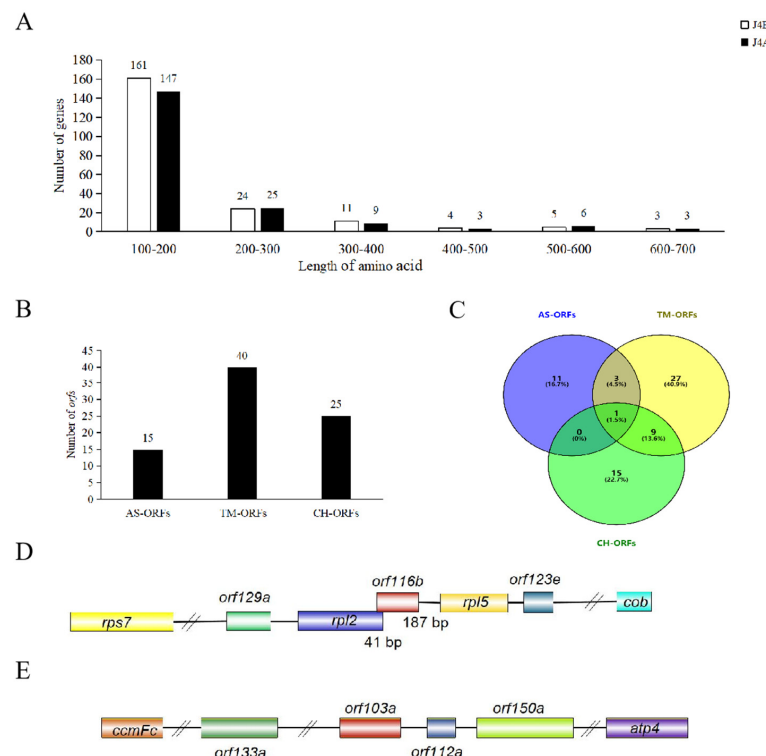 A
J4B
J4A
Number of genes
180
160
140
120
100
80
60
40
20
0
161
147
24
25
11
9
4
3
5
6
3
3
100-200
200-300
300-400
400-500
500-600
600-700
Length of amino acid
B
Number of orfs
45
40
35
30
25
20
15
10
5
0
15
40
25
AS-ORFs
TM-ORFs
CH-ORFs
C
AS-ORFs
TM-ORFs
11
(16.7%)
3
(4.5%)
27
(40.9%)
1
(1.5%)
0
(0%)
9
(13.6%)
15
(22.7%)
CH-ORFs
D
orf129a
orf116b
orf123e
rps7
rpl2
rpl5
cob
187 bp
41 bp
E
orf103a
orf150a
ccmFc
atp4
orf133a
orf112a